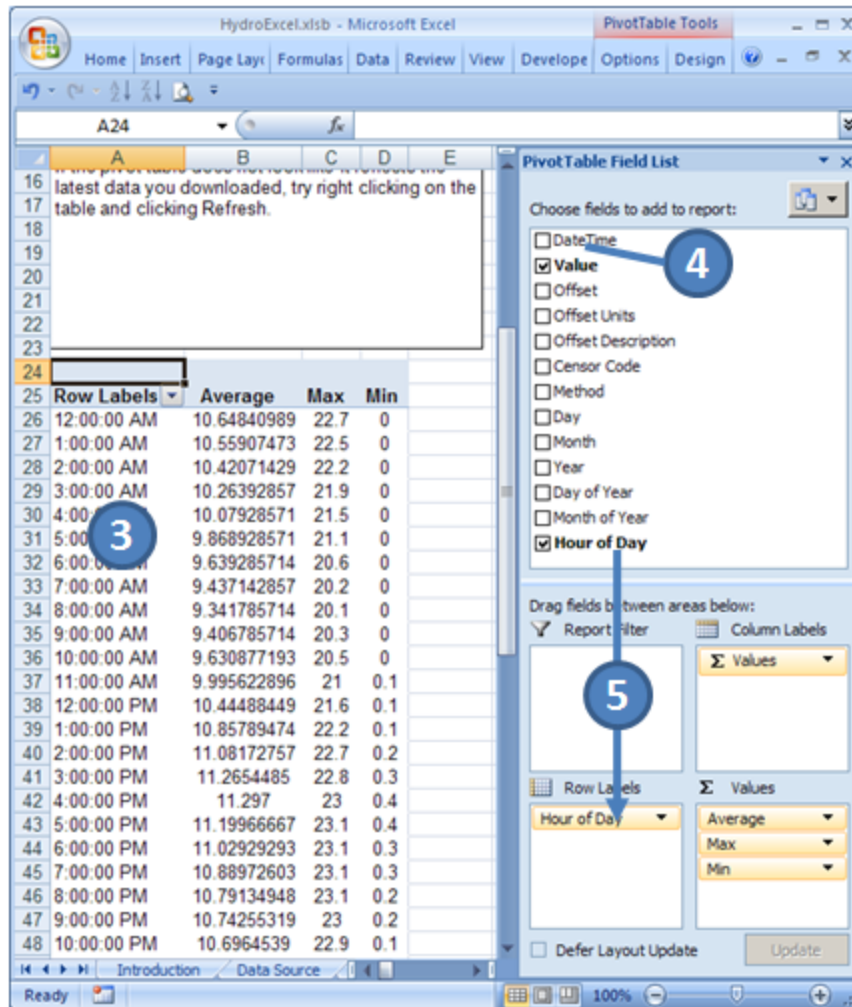 HydroExcel.xlsb - Microsoft Excel
PivotTable Tools
Home Insert Page Layo Formulas Data Review View Develope Options Design
A24
fx
A B C D E
16
latest data you downloaded, try right clicking on the
17 table and clicking Refresh.
18
19
20
21
22
23
24
25 Row Labels Average Max Min
26 12:00:00 AM 10.64840989 22.7 0
27 1:00:00 AM 10.55907473 22.5 0
28 2:00:00 AM 10.42071429 22.2 0
29 3:00:00 AM 10.26392857 21.9 0
30 4:00 AM 10.07928571 21.5 0
31 5:00 3 9.868928571 21.1 0
32 6:00 AM 9.639285714 20.6 0
33 7:00:00 AM 9.437142857 20.2 0
34 8:00:00 AM 9.341785714 20.1 0
35 9:00:00 AM 9.406785714 20.3 0
36 10:00:00 AM 9.630877193 20.5 0
37 11:00:00 AM 9.995622896 21 0.1
38 12:00:00 PM 10.44488449 21.6 0.1
39 1:00:00 PM 10.85789474 22.2 0.1
40 2:00:00 PM 11.08172757 22.7 0.2
41 3:00:00 PM 11.2654485 22.8 0.3
42 4:00:00 PM 11.297 23 0.4
43 5:00:00 PM 11.19966667 23.1 0.4
44 6:00:00 PM 11.02929293 23.1 0.3
45 7:00:00 PM 10.88972603 23.1 0.3
46 8:00:00 PM 10.79134948 23.1 0.2
47 9:00:00 PM 10.74255319 23 0.2
48 10:00:00 PM 10.6964539 22.9 0.1
Introduction Data Source
Ready
PivotTable Field List
Choose fields to add to report:
DateTime
4
Value
Offset
Offset Units
Offset Description
Censor Code
Method
Day
Month
Year
Day of Year
Month of Year
Hour of Day
Drag fields between areas below:
Report Filter Column Labels
Σ Values
5
Row Labels Σ Values
Hour of Day Average
Max
Min
Defer Layout Update Update
100%